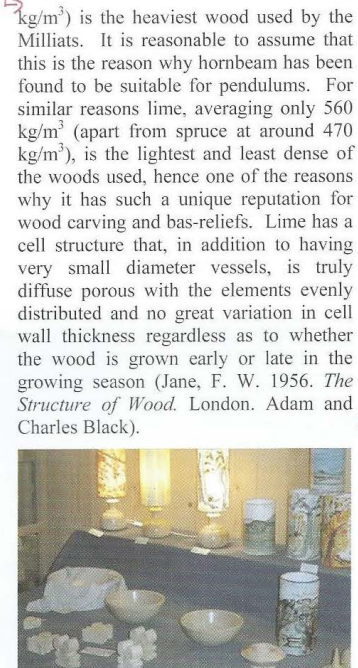 kg/m³) is the heaviest wood used by the
Milliats. It is reasonable to assume that
this is the reason why hornbeam has been
found to be suitable for pendulums. For
similar reasons lime, averaging only 560
kg/m³ (apart from spruce at around 470
kg/m³), is the lightest and least dense of
the woods used, hence one of the reasons
why it has such a unique reputation for
wood carving and bas-reliefs. Lime has a
cell structure that, in addition to having
very small diameter vessels, is truly
diffuse porous with the elements evenly
distributed and no great variation in cell
wall thickness regardless as to whether
the wood is grown early or late in the
growing season (Jane, F. W. 1956. The
Structure of Wood. London. Adam and
Charles Black).